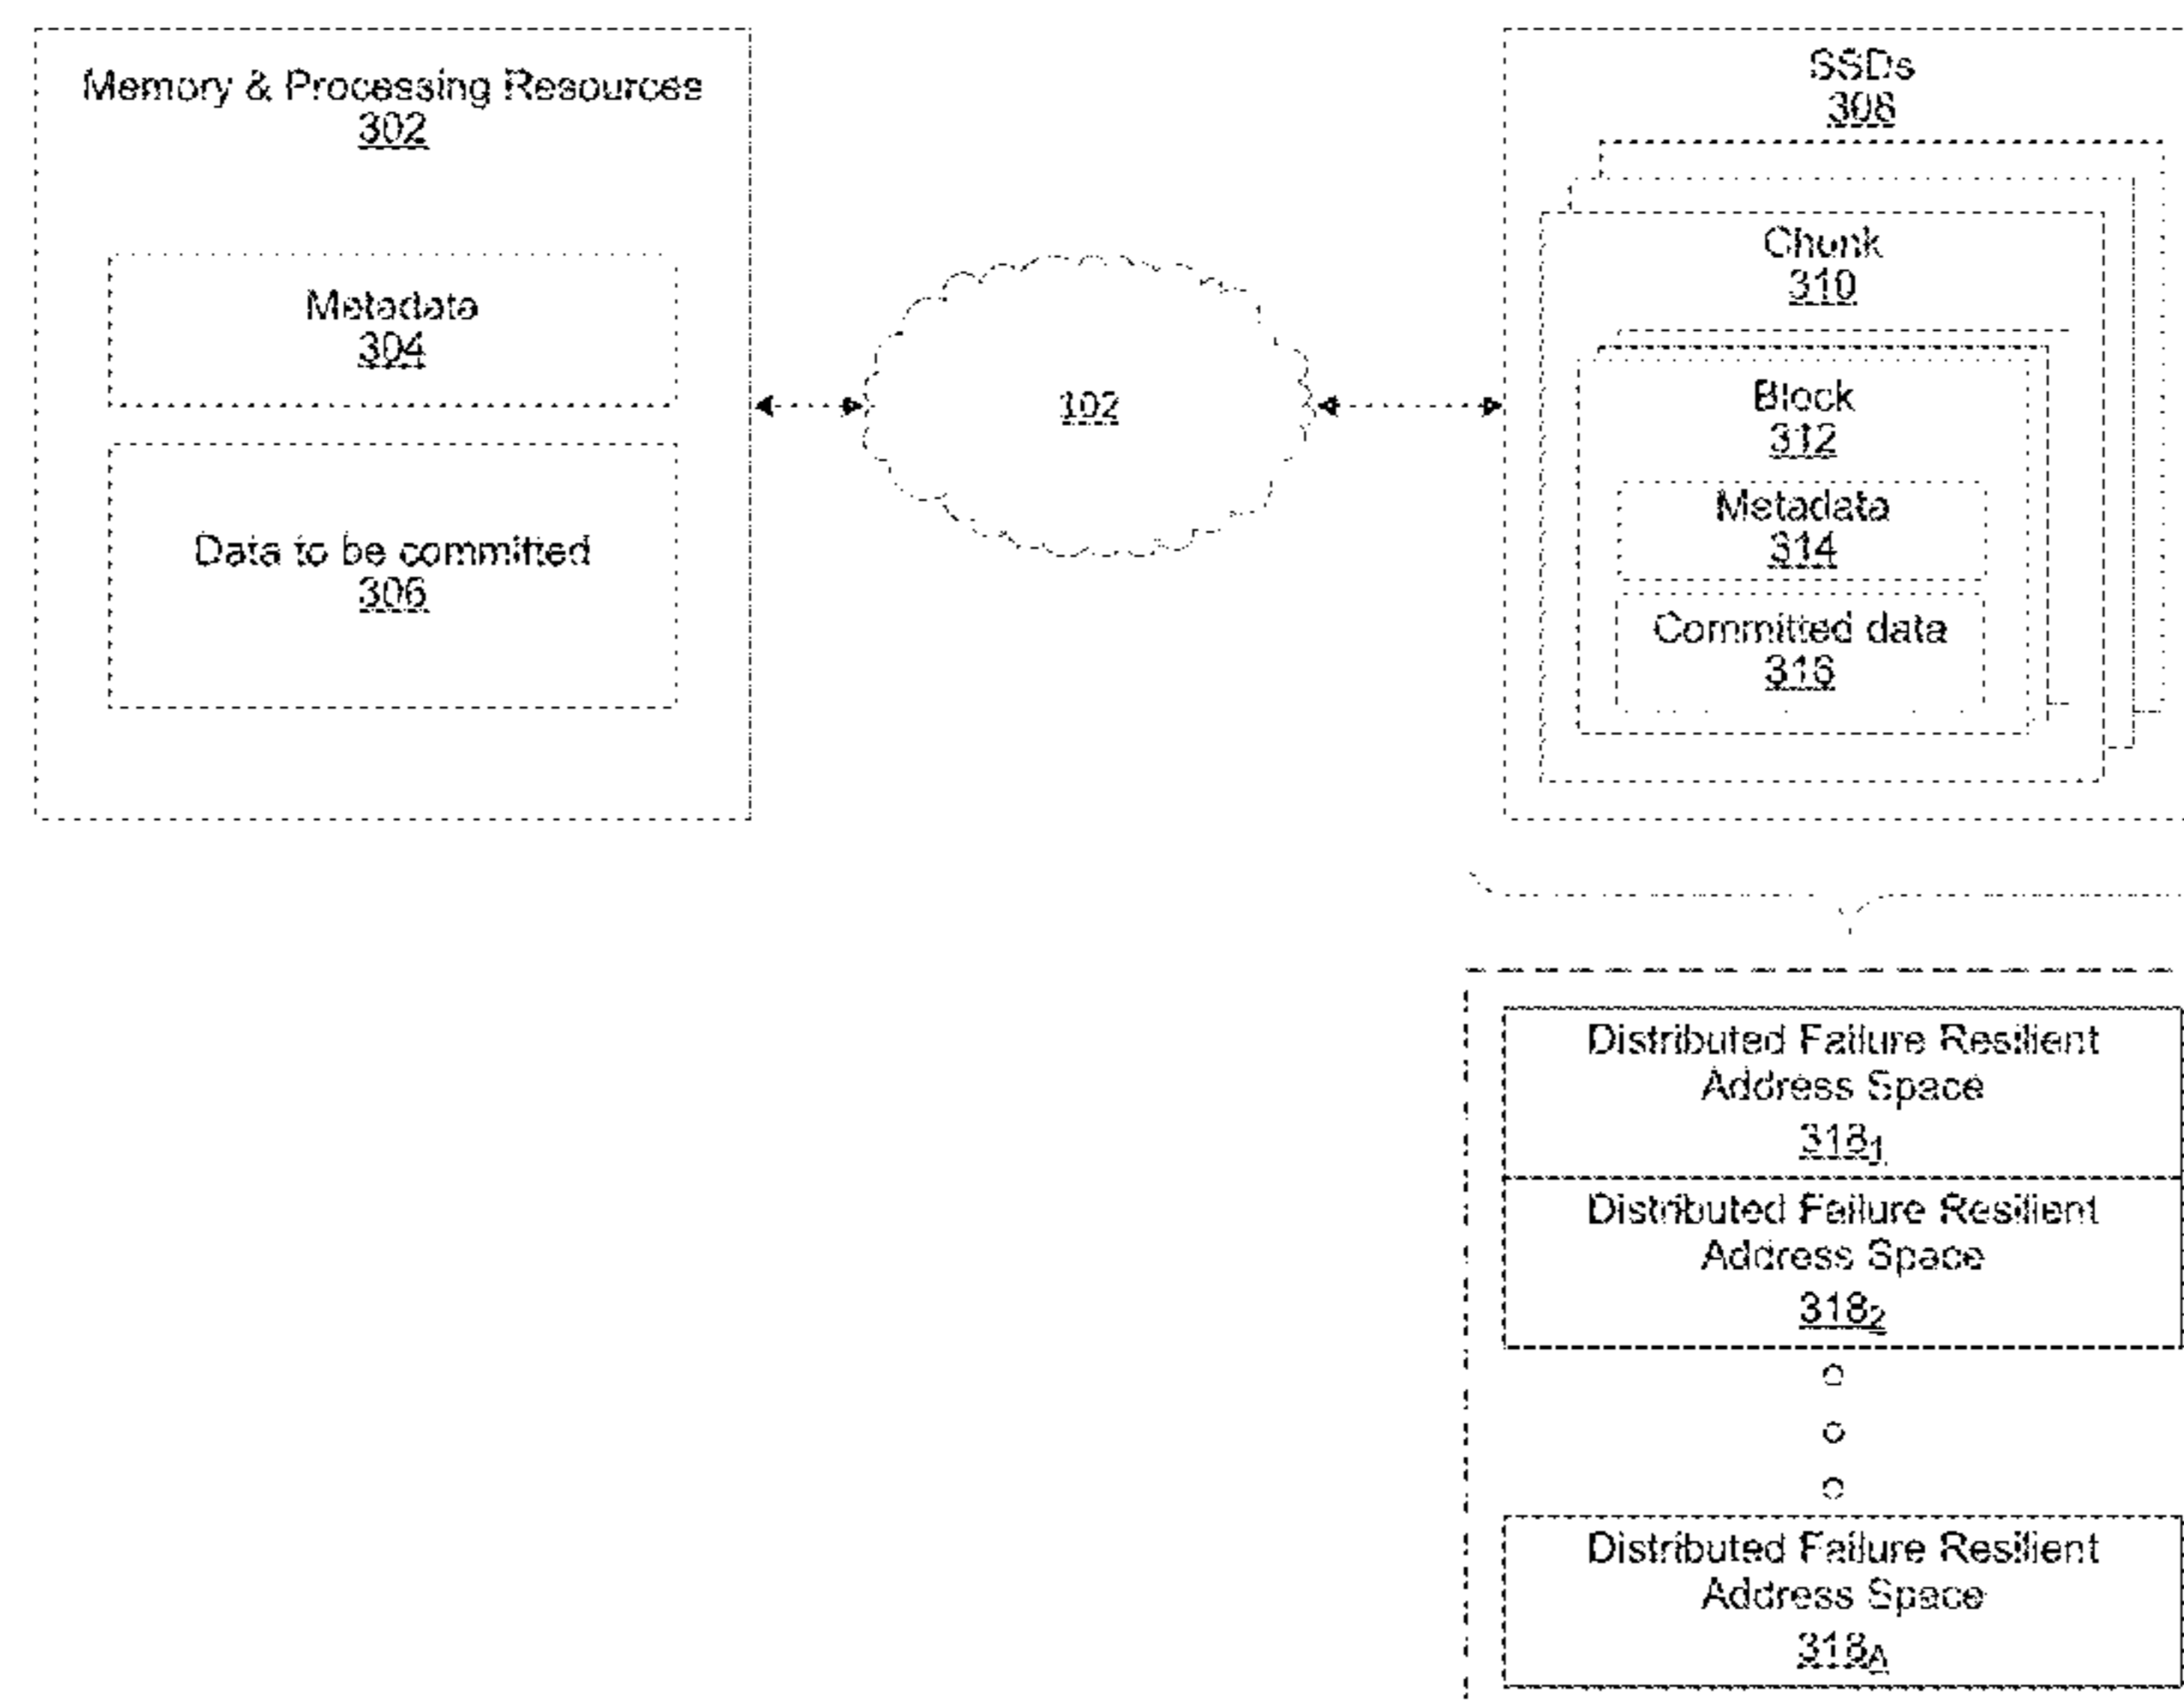 Memory & Processing Resources
302
Metadata
304
Data to be committed
306
102
SSDs
308
Chunk
310
Block
312
Metadata
314
Committed data
316
Distributed Failure Resilient
Address Space
318₁
Distributed Failure Resilient
Address Space
318₂
Distributed Failure Resilient
Address Space
318A